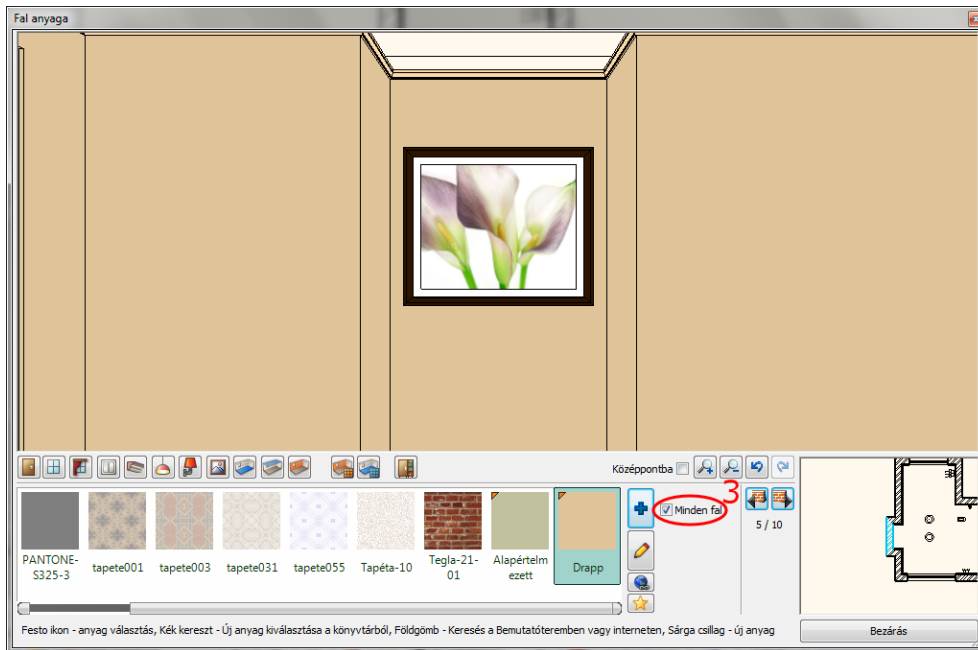 Fal anyaga
Középpontba
3
Minden fal
5 / 10
PANTONE-
S325-3
tapete001
tapete003
tapete031
tapete055
Tapéta-10
Tegla-21-
01
Alapértelm
ezett
Drapp
Festo ikon - anyag választás, Kék kereszt - Új anyag kiválasztása a könyvtárból, Földgömb - Keresés a Bemutatóteremben vagy interneten, Sárga csillag - új anyag
Bezárás